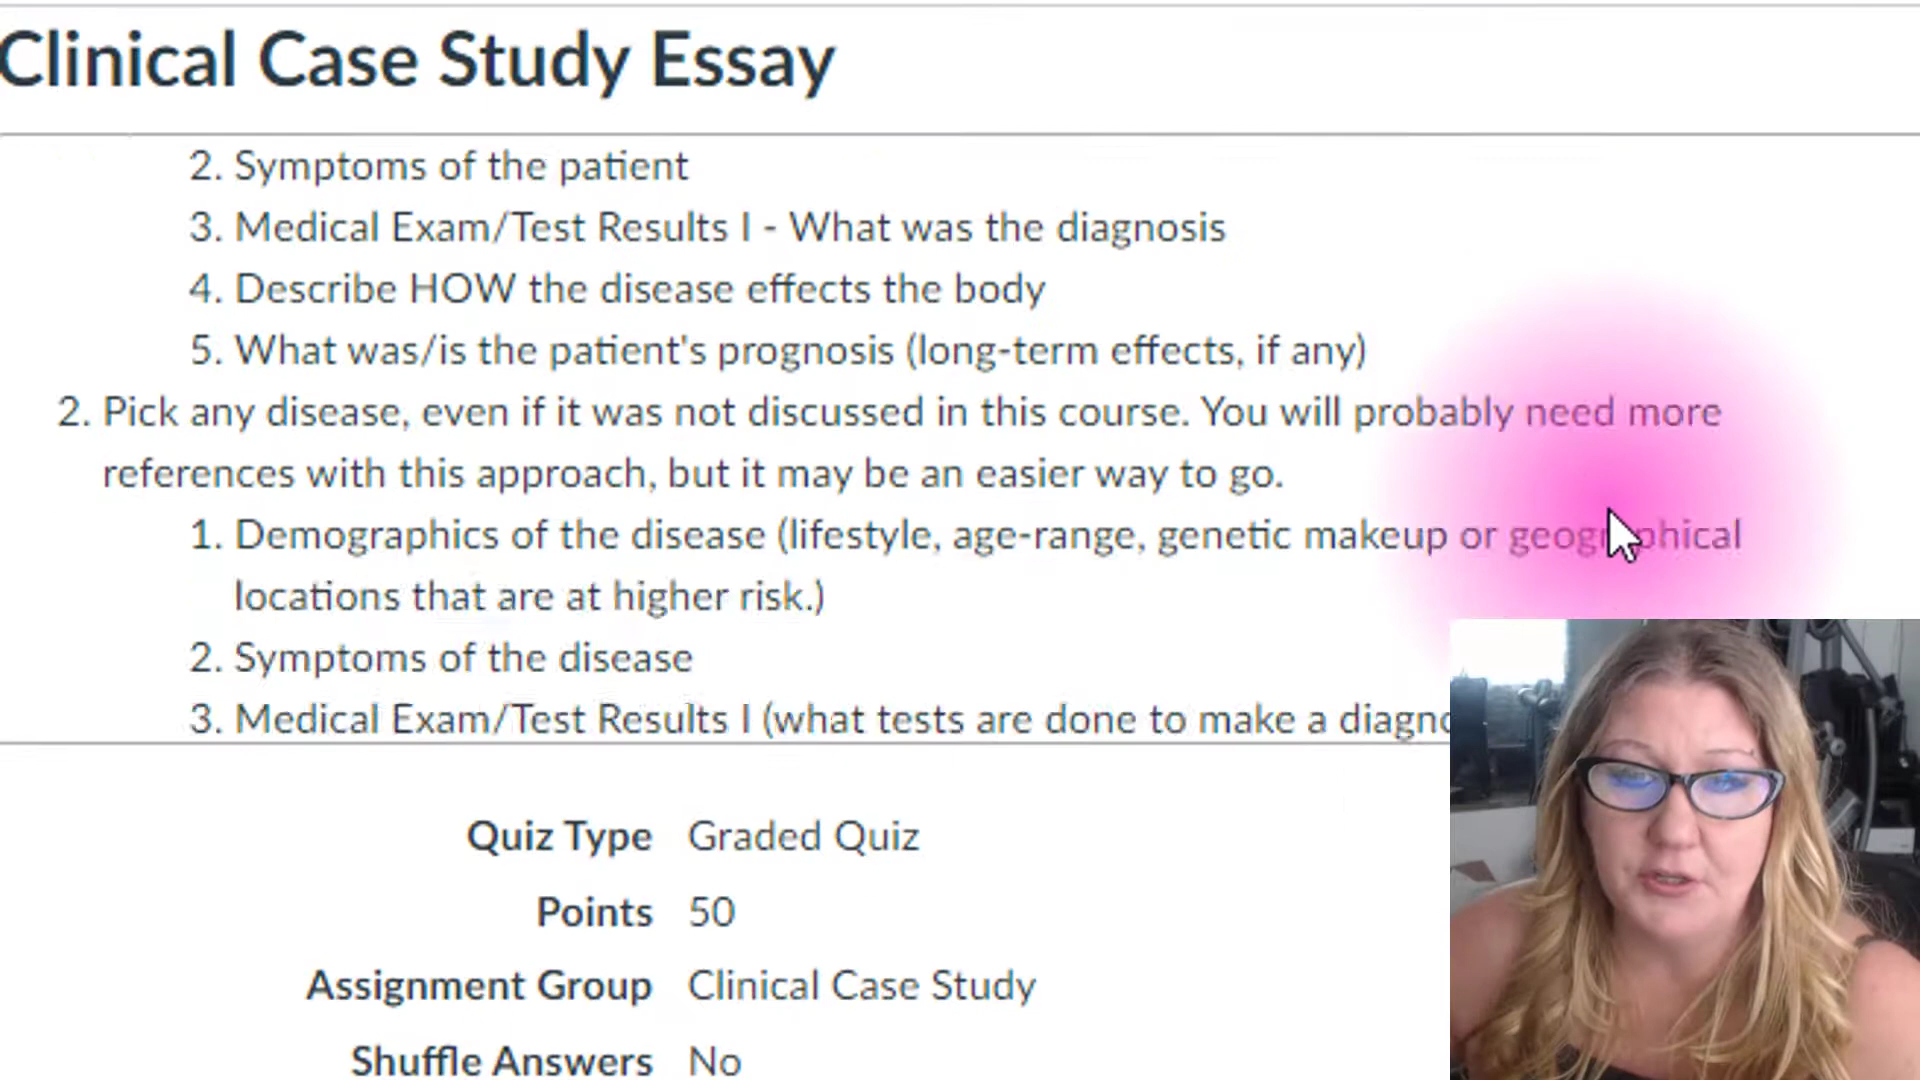 Clinical Case Study Essay
2. Symptoms of the patient
3. Medical Exam/Test Results I - What was the diagnosis
4. Describe HOW the disease effects the body
5. What was/is the patient's prognosis (long-term effects, if any)
2. Pick any disease, even if it was not discussed in this course. You will probably need more
references with this approach, but it may be an easier way to go.
1. Demographics of the disease (lifestyle, age-range, genetic makeup or geographical
locations that are at higher risk.)
2. Symptoms of the disease
3. Medical Exam/Test Results I (what tests are done to make a diagno
Quiz Type Graded Quiz
Points 50
Assignment Group Clinical Case Study
Shuffle Answers No